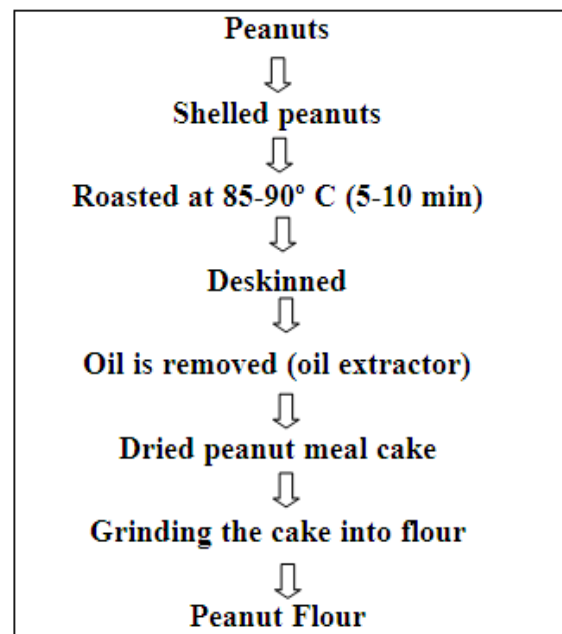 Peanuts
Shelled peanuts
Roasted at 85-90º C (5-10 min)
Deskinned
Oil is removed (oil extractor)
Dried peanut meal cake
Grinding the cake into flour
Peanut Flour